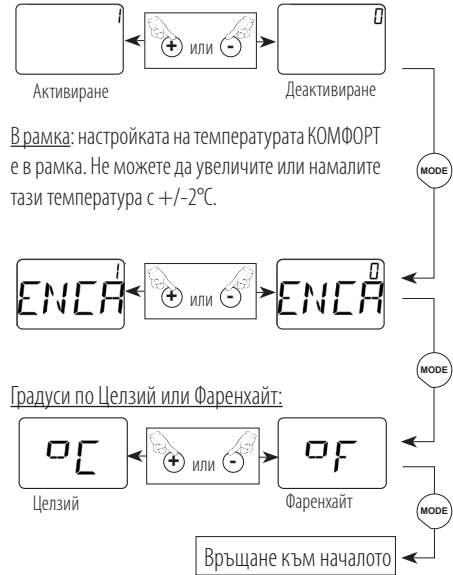 1 + или - 0
Активиране Деактивиране
MODE
В рамка: настройката на температурата КОМФОРТ
е в рамка. Не можете да увеличите или намалите
тази температура с +/-2°C.
1 ENCA + или - 0 ENCA
MODE
Градуси по Целзий или Фаренхайт:
°C + или - °F
Целзий Фаренхайт
MODE
Връщане към началото